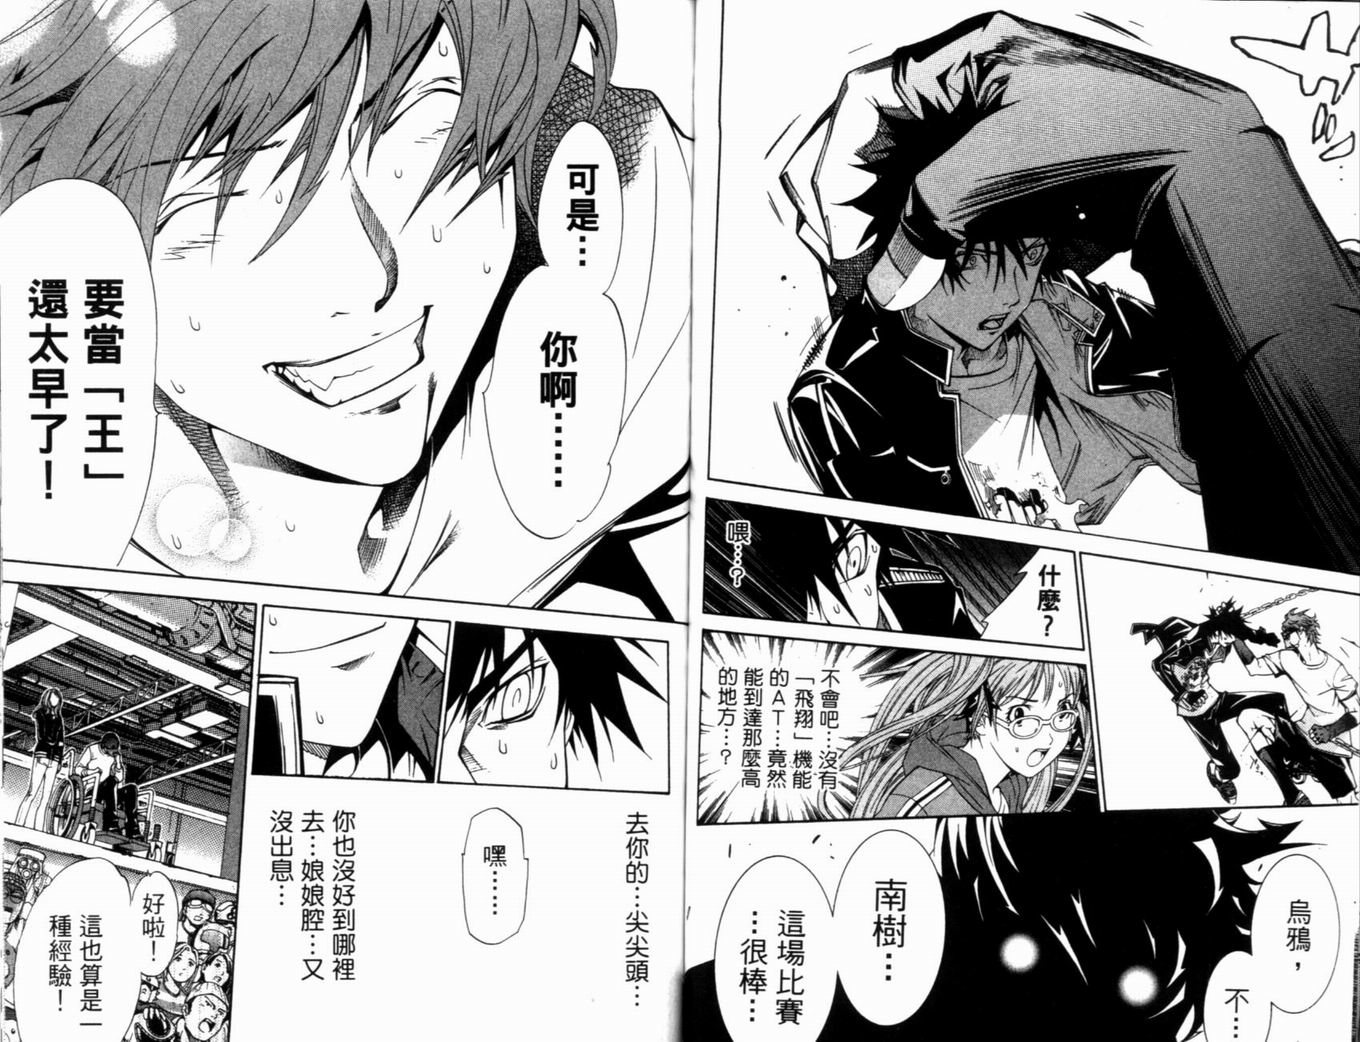 什麼？
喂…？
不會吧…沒有
「飛翔」機能
的AT…竟然
能到達那麼高
的地方…？
烏鴉，
不…
南樹…
這場比賽
…很棒…
可是…
你啊……
要當「王」
還太早了！
去你的…尖尖頭…
嘿……
你也沒好到哪裡
去…娘娘腔…又
沒出息…
好啦！
這也算是一
種經驗！